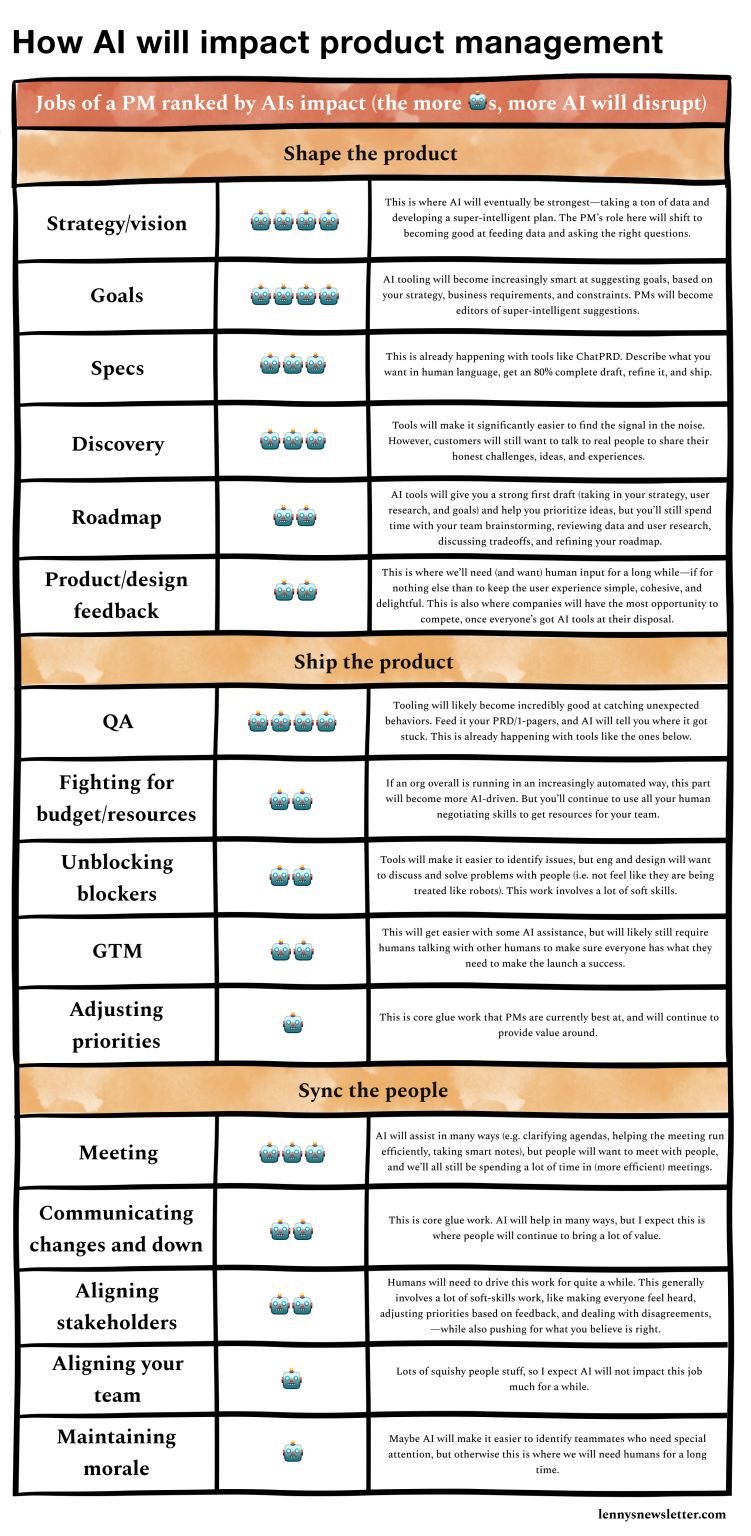 How AI will impact product management
Jobs of a PM ranked by AIs impact (the more 🤖s, more AI will disrupt)
Shape the product
Strategy/vision
This is where AI will eventually be strongest—taking a ton of data and
developing a super-intelligent plan. The PM's role here will shift to
becoming good at feeding data and asking the right questions.
Goals
AI tooling will become increasingly smart at suggesting goals, based on
your strategy, business requirements, and constraints. PMs will become
editors of super-intelligent suggestions.
Specs
This is already happening with tools like ChatPRD. Describe what you
want in human language, get an 80% complete draft, refine it, and ship.
Discovery
Tools will make it significantly easier to find the signal in the noise.
However, customers will still want to talk to real people to share their
honest challenges, ideas, and experiences.
Roadmap
AI tools will give you a strong first draft (taking in your strategy, user
research, and goals) and help you prioritize ideas, but you'll still spend
time with your team brainstorming, reviewing data and user research,
discussing tradeoffs, and refining your roadmap.
Product/design
feedback
This is where we'll need (and want) human input for a long while—if for
nothing else than to keep the user experience simple, cohesive, and
delightful. This is also where companies will have the most opportunity to
compete, once everyone's got AI tools at their disposal.
Ship the product
QA
Tooling will likely become incredibly good at catching unexpected
behaviors. Feed it your PRD/1-pagers, and AI will tell you where it got
stuck. This is already happening with tools like the ones below.
Fighting for
budget/resources
If an org overall is running in an increasingly automated way, this part
will become more AI-driven. But you'll continue to use all your human
negotiating skills to get resources for your team.
Unblocking
blockers
Tools will make it easier to identify issues, but eng and design will want
to discuss and solve problems with people (i.e. not feel like they are being
treated like robots). This work involves a lot of soft skills.
GTM
This will get easier with some AI assistance, but will likely still require
humans talking with other humans to make sure everyone has what they
need to make the launch a success.
Adjusting
priorities
This is core glue work that PMs are currently best at, and will continue to
provide value around.
Sync the people
Meeting
AI will assist in many ways (e.g. clarifying agendas, helping the meeting run
efficiently, taking smart notes), but people will want to meet with people,
and we'll all still be spending a lot of time in (more efficient) meetings.
Communicating
changes and down
This is core glue work. AI will help in many ways, but I expect this is
where people will continue to bring a lot of value.
Aligning
stakeholders
Humans will need to drive this work for quite a while. This generally
involves a lot of soft-skills work, like making everyone feel heard,
adjusting priorities based on feedback, and dealing with disagreements,
—while also pushing for what you believe is right.
Aligning your
team
Lots of squishy people stuff, so I expect AI will not impact this job
much for a while.
Maintaining
morale
Maybe AI will make it easier to identify teammates who need special
attention, but otherwise this is where we will need humans for a long
time.
lennysnewsletter.com